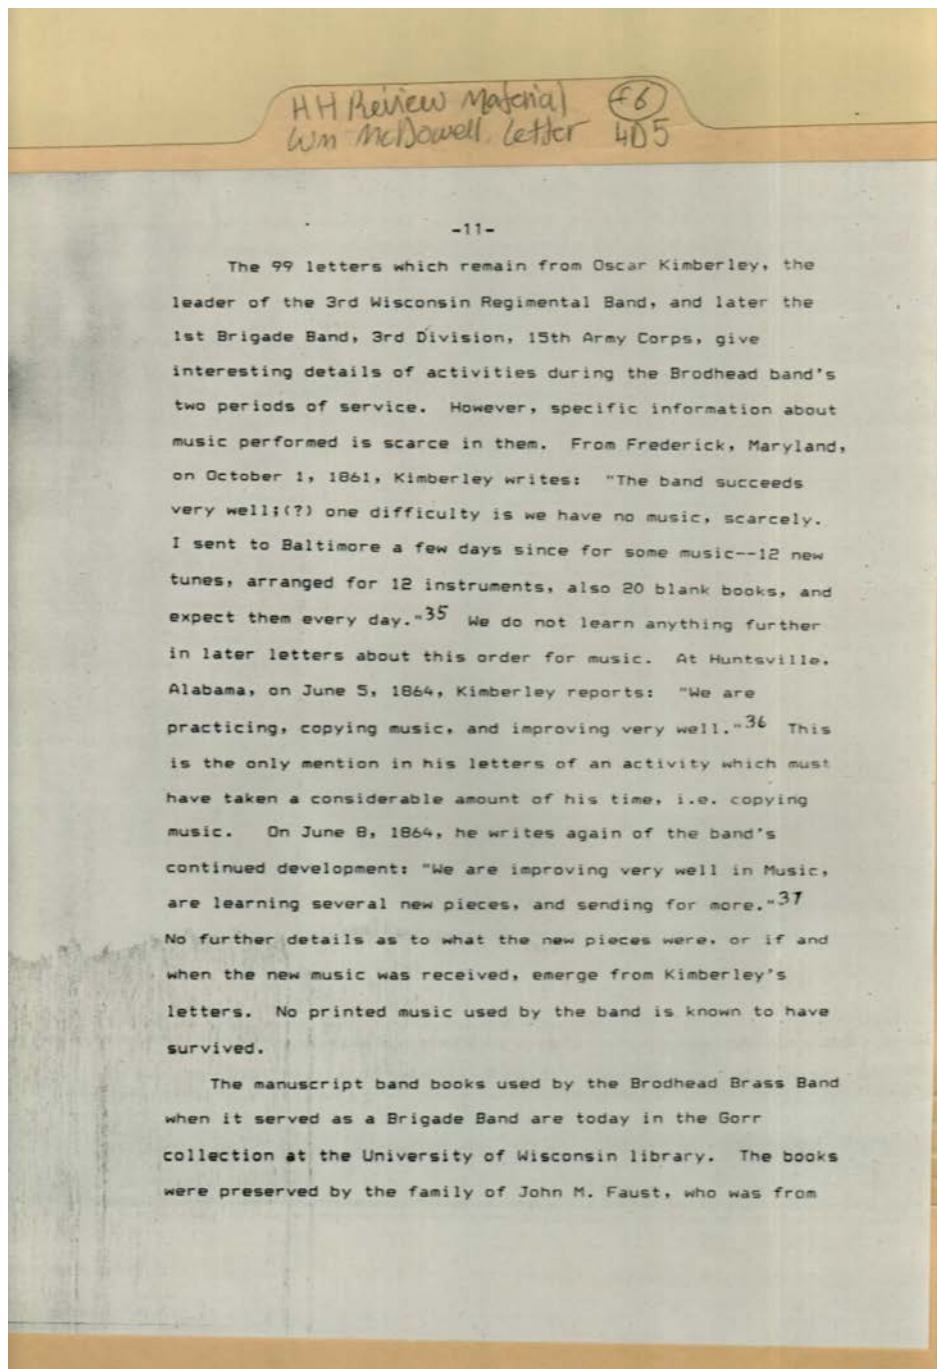 HH Review Material f6
Wm McDowell Letter 4D5
-11-
The 99 letters which remain from Oscar Kimberley, the
leader of the 3rd Wisconsin Regimental Band, and later the
1st Brigade Band, 3rd Division, 15th Army Corps, give
interesting details of activities during the Brodhead band's
two periods of service. However, specific information about
music performed is scarce in them. From Frederick, Maryland,
on October 1, 1861, Kimberley writes: "The band succeeds
very well;(?) one difficulty is we have no music, scarcely.
I sent to Baltimore a few days since for some music--12 new
tunes, arranged for 12 instruments, also 20 blank books, and
expect them every day."35 We do not learn anything further
in later letters about this order for music. At Huntsville,
Alabama, on June 5, 1864, Kimberley reports: "We are
practicing, copying music, and improving very well."36 This
is the only mention in his letters of an activity which must
have taken a considerable amount of his time, i.e. copying
music. On June 8, 1864, he writes again of the band's
continued development: "We are improving very well in Music,
are learning several new pieces, and sending for more."37
No further details as to what the new pieces were, or if and
when the new music was received, emerge from Kimberley's
letters. No printed music used by the band is known to have
survived.
The manuscript band books used by the Brodhead Brass Band
when it served as a Brigade Band are today in the Gorr
collection at the University of Wisconsin library. The books
were preserved by the family of John M. Faust, who was from